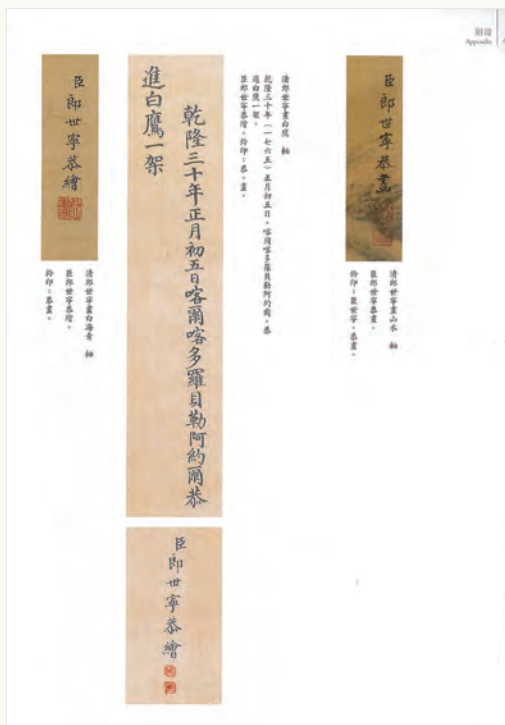 附錄
Appendix
臣郎世寧恭畫
清郎世寧畫山水 軸
臣郎世寧恭畫。
鈐印：臣世寧。恭畫。
清郎世寧畫白鷹 軸
乾隆三十年（一七六五）正月初五日。喀爾喀多羅貝勒阿約爾。恭
進白鷹一架。
臣郎世寧恭繪。鈐印：恭。畫。
乾隆三十年正月初五日喀爾喀多羅貝勒阿約爾恭
進白鷹一架
臣郎世寧恭繪
臣郎世寧恭繪
清郎世寧畫白海青 軸
臣郎世寧恭繪。
鈐印：恭畫。